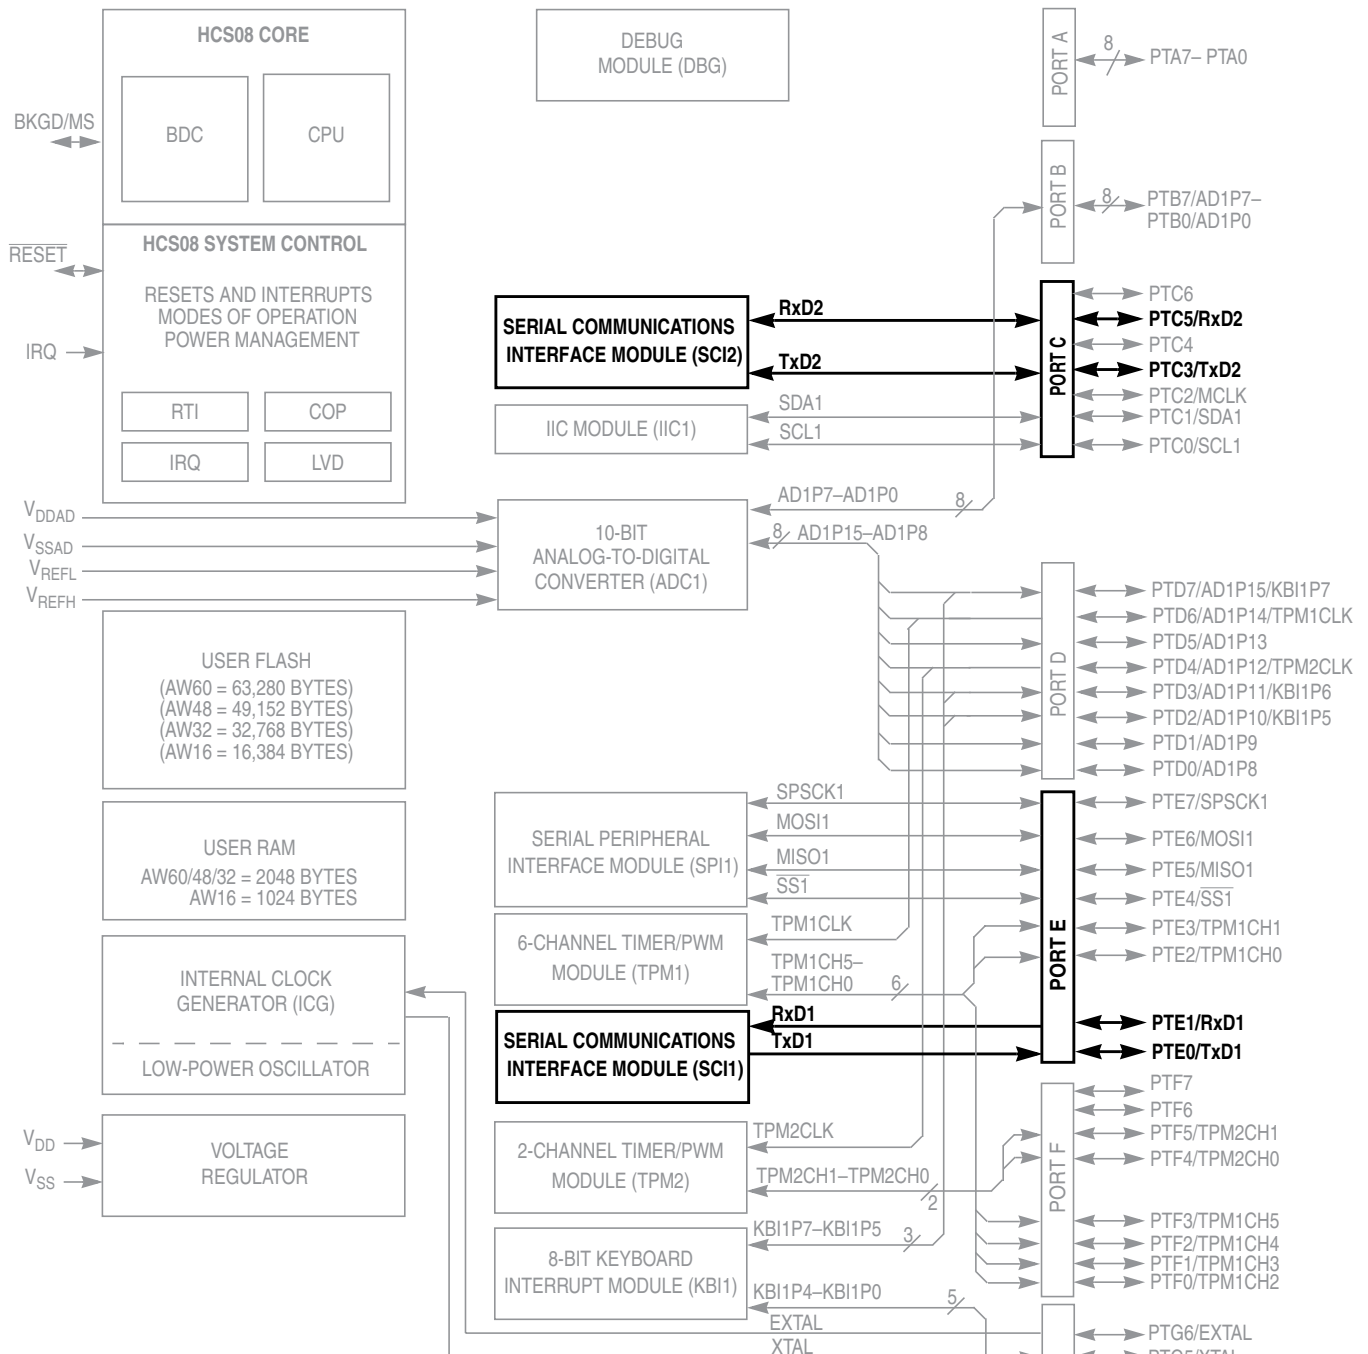 HCS08 CORE
BDC
CPU
BKGD/MS
HCS08 SYSTEM CONTROL
RESET
RESETS AND INTERRUPTS
MODES OF OPERATION
POWER MANAGEMENT
IRQ
RTI
COP
IRQ
LVD
VDDAD
VSSAD
VREFL
VREFH
USER FLASH
(AW60 = 63,280 BYTES)
(AW48 = 49,152 BYTES)
(AW32 = 32,768 BYTES)
(AW16 = 16,384 BYTES)
USER RAM
AW60/48/32 = 2048 BYTES
AW16 = 1024 BYTES
INTERNAL CLOCK
GENERATOR (ICG)
LOW-POWER OSCILLATOR
VDD
VSS
VOLTAGE
REGULATOR
DEBUG
MODULE (DBG)
SERIAL COMMUNICATIONS
INTERFACE MODULE (SCI2)
RxD2
TxD2
IIC MODULE (IIC1)
SDA1
SCL1
10-BIT
ANALOG-TO-DIGITAL
CONVERTER (ADC1)
AD1P7–AD1P0
8
8
AD1P15–AD1P8
SERIAL PERIPHERAL
INTERFACE MODULE (SPI1)
SPSCK1
MOSI1
MISO1
SS1
6-CHANNEL TIMER/PWM
MODULE (TPM1)
TPM1CLK
TPM1CH5–
TPM1CH0
6
SERIAL COMMUNICATIONS
INTERFACE MODULE (SCI1)
RxD1
TxD1
2-CHANNEL TIMER/PWM
MODULE (TPM2)
TPM2CLK
TPM2CH1–TPM2CH0
2
8-BIT KEYBOARD
INTERRUPT MODULE (KBI1)
KBI1P7–KBI1P5
3
KBI1P4–KBI1P0
5
EXTAL
XTAL
PORT A
8
PTA7– PTA0
PORT B
8
PTB7/AD1P7–
PTB0/AD1P0
PORT C
PTC6
PTC5/RxD2
PTC4
PTC3/TxD2
PTC2/MCLK
PTC1/SDA1
PTC0/SCL1
PORT D
PTD7/AD1P15/KBI1P7
PTD6/AD1P14/TPM1CLK
PTD5/AD1P13
PTD4/AD1P12/TPM2CLK
PTD3/AD1P11/KBI1P6
PTD2/AD1P10/KBI1P5
PTD1/AD1P9
PTD0/AD1P8
PORT E
PTE7/SPSCK1
PTE6/MOSI1
PTE5/MISO1
PTE4/SS1
PTE3/TPM1CH1
PTE2/TPM1CH0
PTE1/RxD1
PTE0/TxD1
PORT F
PTF7
PTF6
PTF5/TPM2CH1
PTF4/TPM2CH0
PTF3/TPM1CH5
PTF2/TPM1CH4
PTF1/TPM1CH3
PTF0/TPM1CH2
PTG6/EXTAL
PTG5/XTAL